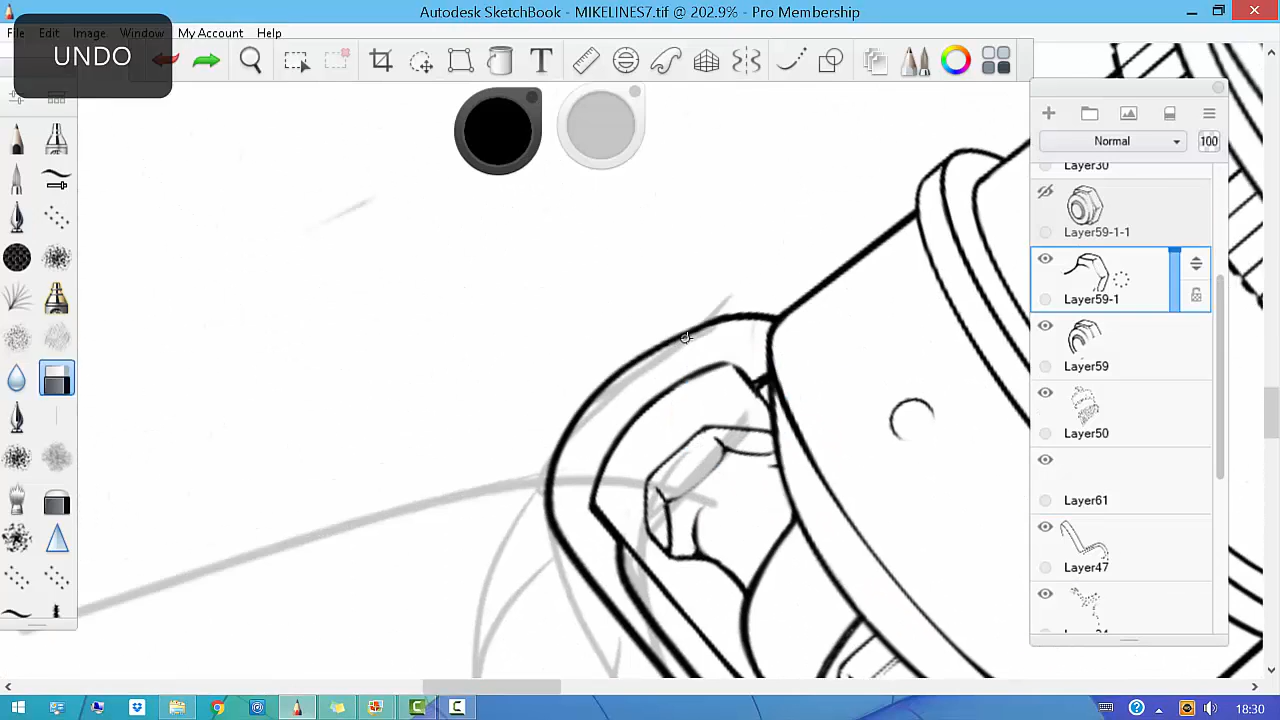 Autodesk SketchBook - MIKELINES7.tif @ 202.9% - Pro Membership
File Edit Image Window My Account Help
UNDO
T
Normal
100
Layer30
Layer59-1-1
Layer59-1
Layer59
Layer50
Layer61
Layer47
18:30